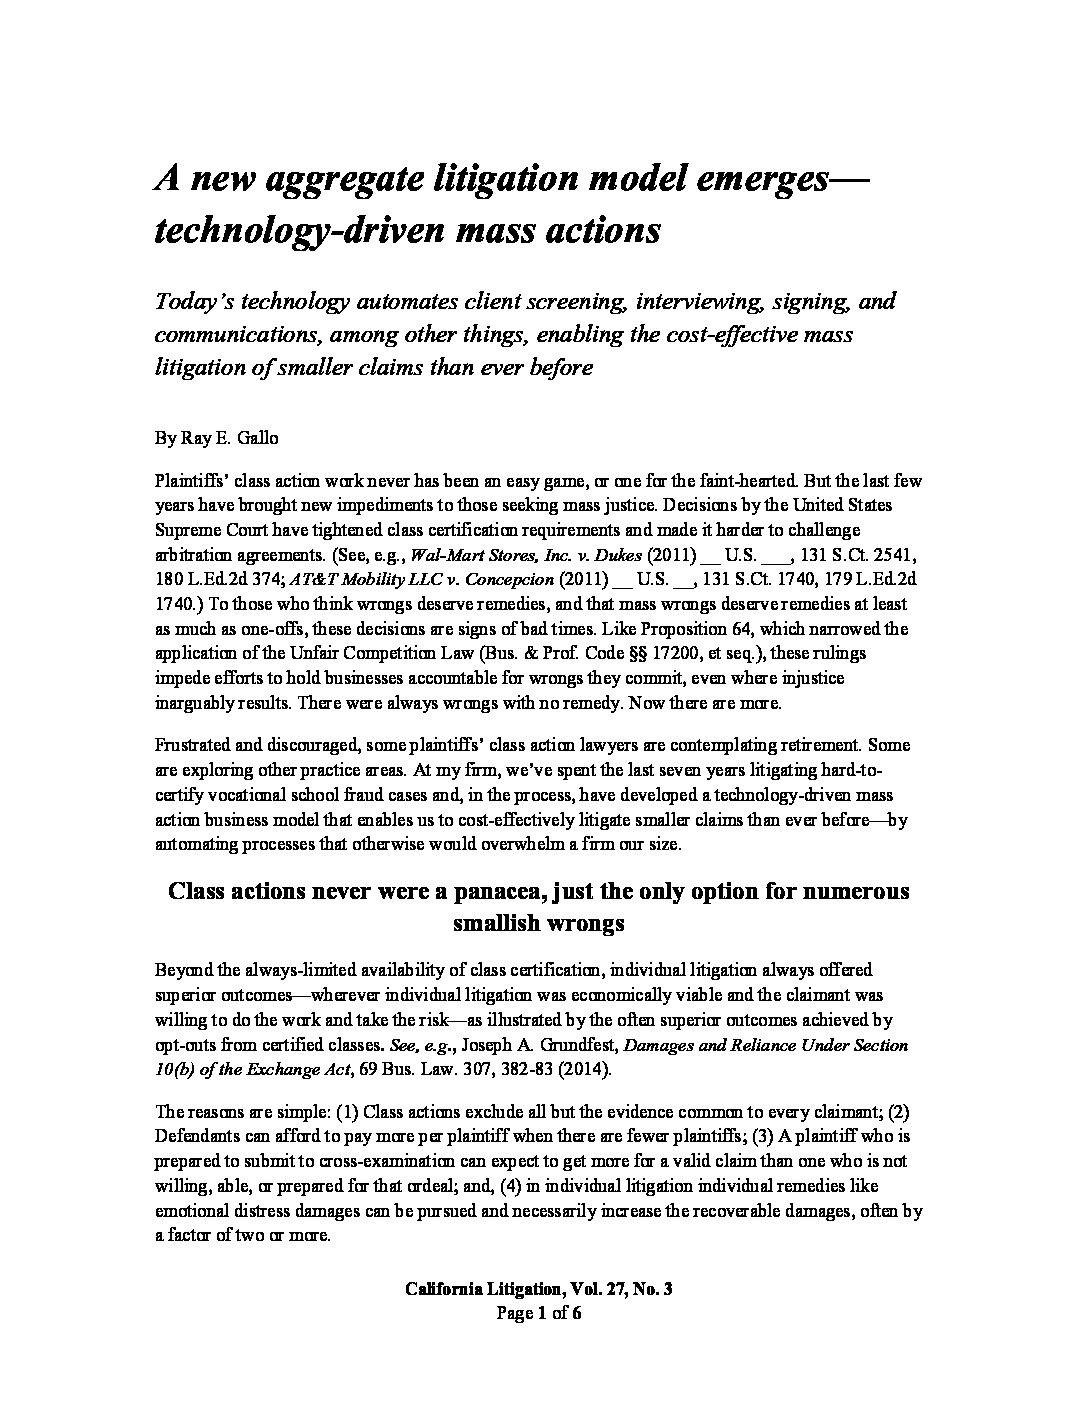 A new aggregate litigation model emerges—
technology-driven mass actions
Today's technology automates client screening, interviewing, signing, and
communications, among other things, enabling the cost-effective mass
litigation of smaller claims than ever before
By Ray E. Gallo
Plaintiffs' class action work never has been an easy game, or one for the faint-hearted. But the last few
years have brought new impediments to those seeking mass justice. Decisions by the United States
Supreme Court have tightened class certification requirements and made it harder to challenge
arbitration agreements. (See, e.g., Wal-Mart Stores, Inc. v. Dukes (2011) __ U.S. ___, 131 S.Ct. 2541,
180 L.Ed.2d 374; AT&T Mobility LLC v. Concepcion (2011) __ U.S. __, 131 S.Ct. 1740, 179 L.Ed.2d
1740.) To those who think wrongs deserve remedies, and that mass wrongs deserve remedies at least
as much as one-offs, these decisions are signs of bad times. Like Proposition 64, which narrowed the
application of the Unfair Competition Law (Bus. & Prof. Code §§ 17200, et seq.), these rulings
impede efforts to hold businesses accountable for wrongs they commit, even where injustice
inarguably results. There were always wrongs with no remedy. Now there are more.
Frustrated and discouraged, some plaintiffs' class action lawyers are contemplating retirement. Some
are exploring other practice areas. At my firm, we've spent the last seven years litigating hard-to-
certify vocational school fraud cases and, in the process, have developed a technology-driven mass
action business model that enables us to cost-effectively litigate smaller claims than ever before—by
automating processes that otherwise would overwhelm a firm our size.
Class actions never were a panacea, just the only option for numerous
smallish wrongs
Beyond the always-limited availability of class certification, individual litigation always offered
superior outcomes—wherever individual litigation was economically viable and the claimant was
willing to do the work and take the risk—as illustrated by the often superior outcomes achieved by
opt-outs from certified classes. See, e.g., Joseph A. Grundfest, Damages and Reliance Under Section
10(b) of the Exchange Act, 69 Bus. Law. 307, 382-83 (2014).
The reasons are simple: (1) Class actions exclude all but the evidence common to every claimant; (2)
Defendants can afford to pay more per plaintiff when there are fewer plaintiffs; (3) A plaintiff who is
prepared to submit to cross-examination can expect to get more for a valid claim than one who is not
willing, able, or prepared for that ordeal; and, (4) in individual litigation individual remedies like
emotional distress damages can be pursued and necessarily increase the recoverable damages, often by
a factor of two or more.
California Litigation, Vol. 27, No. 3
Page 1 of 6